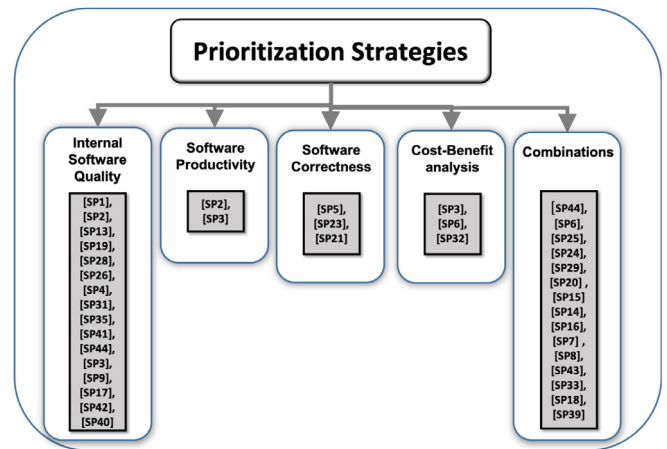 Prioritization Strategies
Internal
Software
Quality
[SP1],
[SP2],
[SP13],
[SP19],
[SP28],
[SP26],
[SP4],
[SP31],
[SP35],
[SP41],
[SP44],
[SP3],
[SP9],
[SP17],
[SP42],
[SP40]
Software
Productivity
[SP2],
[SP3]
Software
Correctness
[SP5],
[SP23],
[SP21]
Cost-Benefit
analysis
[SP3],
[SP6],
[SP32]
Combinations
[SP44],
[SP6],
[SP25],
[SP24],
[SP29],
[SP20] ,
[SP15]
[SP14],
[SP16],
[SP7] ,
[SP8],
[SP43],
[SP33],
[SP18],
[SP39]